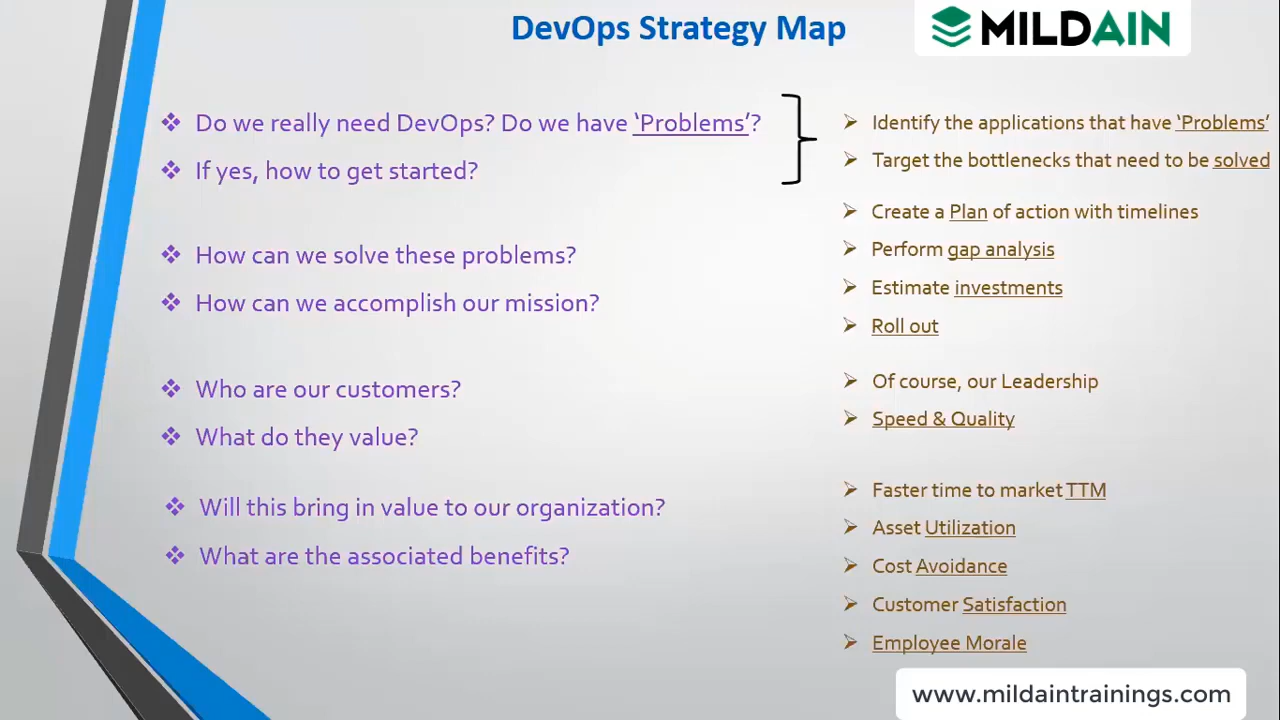 DevOps Strategy Map
MILDAIN
Do we really need DevOps? Do we have ‘Problems’?
If yes, how to get started?
How can we solve these problems?
How can we accomplish our mission?
Who are our customers?
What do they value?
Will this bring in value to our organization?
What are the associated benefits?
Identify the applications that have ‘Problems’
Target the bottlenecks that need to be solved
Create a Plan of action with timelines
Perform gap analysis
Estimate investments
Roll out
Of course, our Leadership
Speed & Quality
Faster time to market TTM
Asset Utilization
Cost Avoidance
Customer Satisfaction
Employee Morale
www.mildaintrainings.com